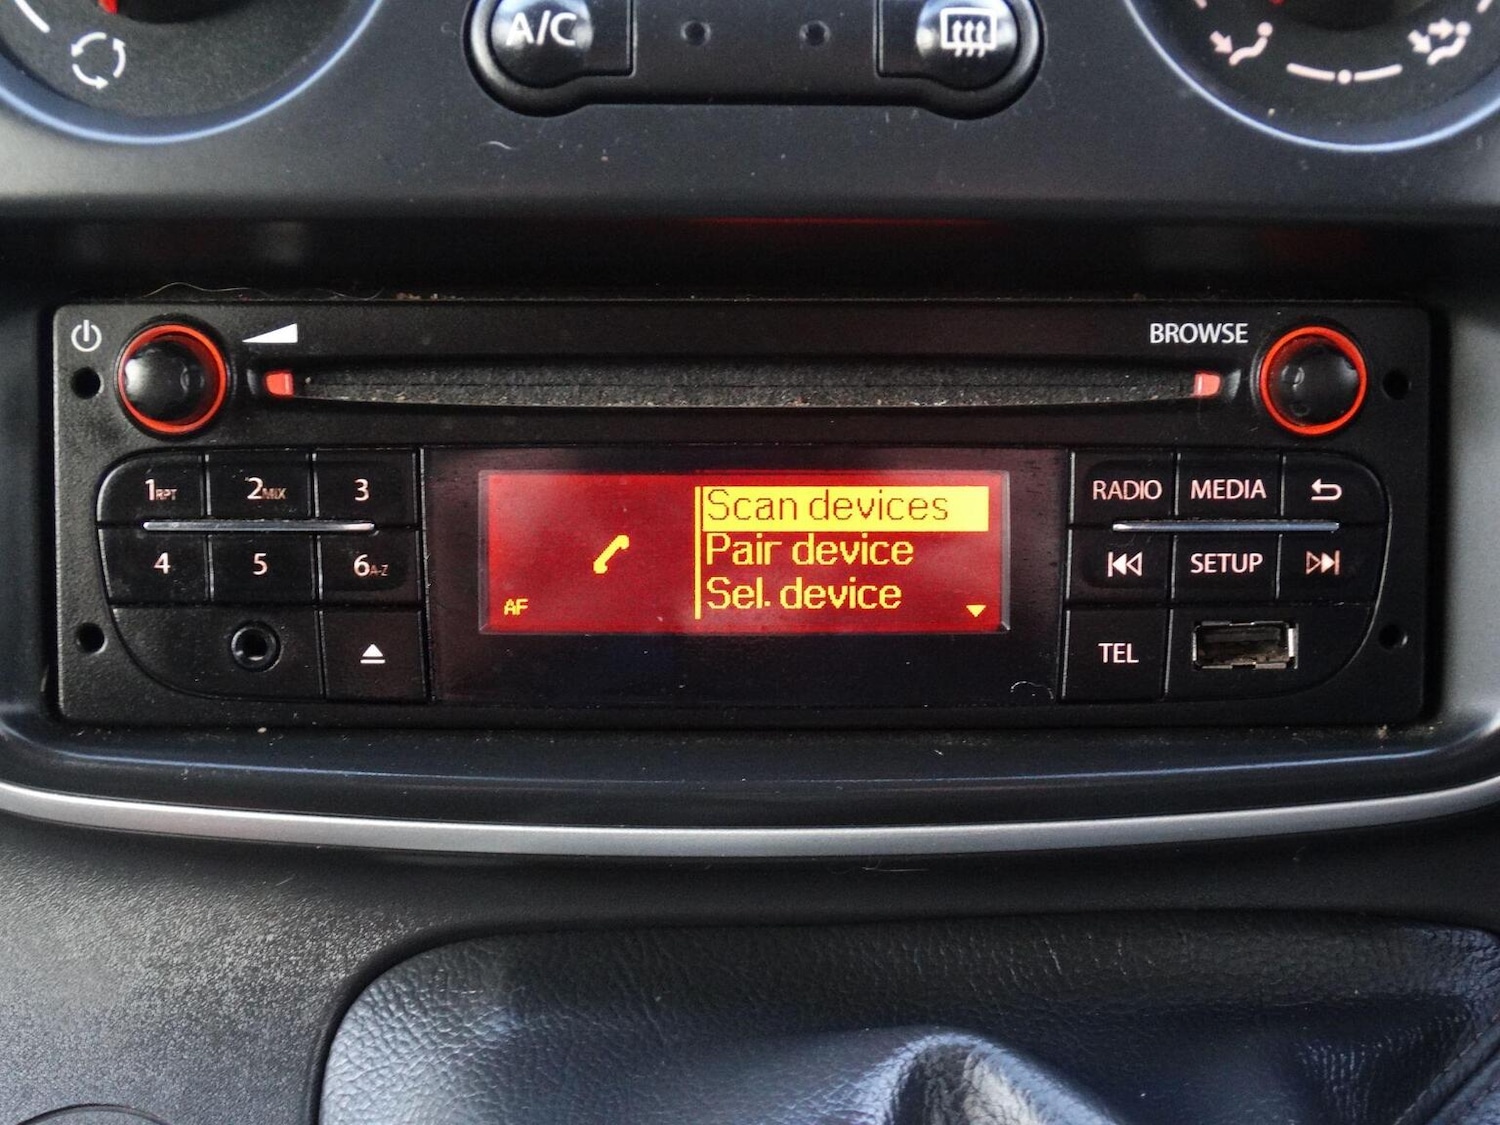 A/C
BROWSE
1RPT 2MIX 3
4 5 6A-Z
Scan devices
Pair device
Sel. device
AF
RADIO MEDIA
SETUP
TEL